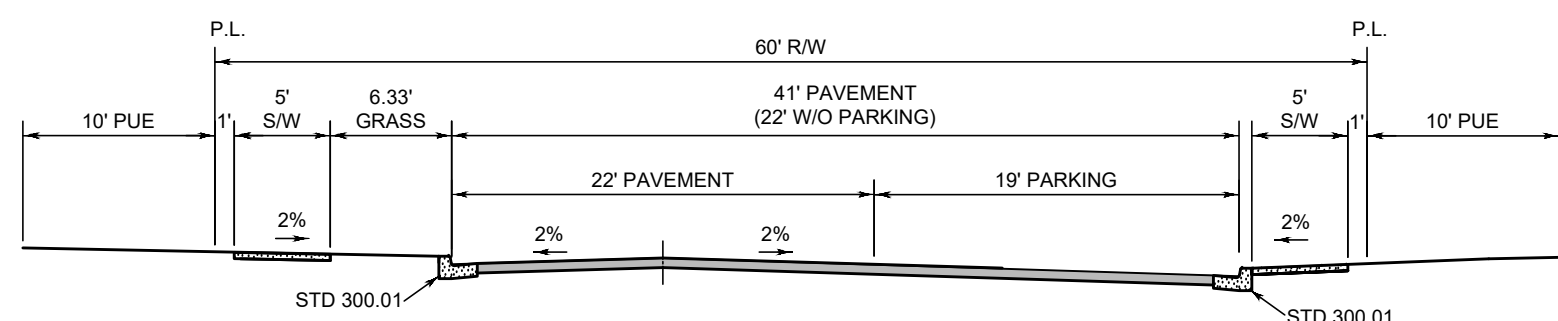 P.L.
P.L.
60' R/W
10' PUE
1'
5'
S/W
6.33'
GRASS
41' PAVEMENT
(22' W/O PARKING)
5'
S/W
1'
10' PUE
22' PAVEMENT
19' PARKING
2%
2%
2%
2%
STD 300.01
STD 300.01